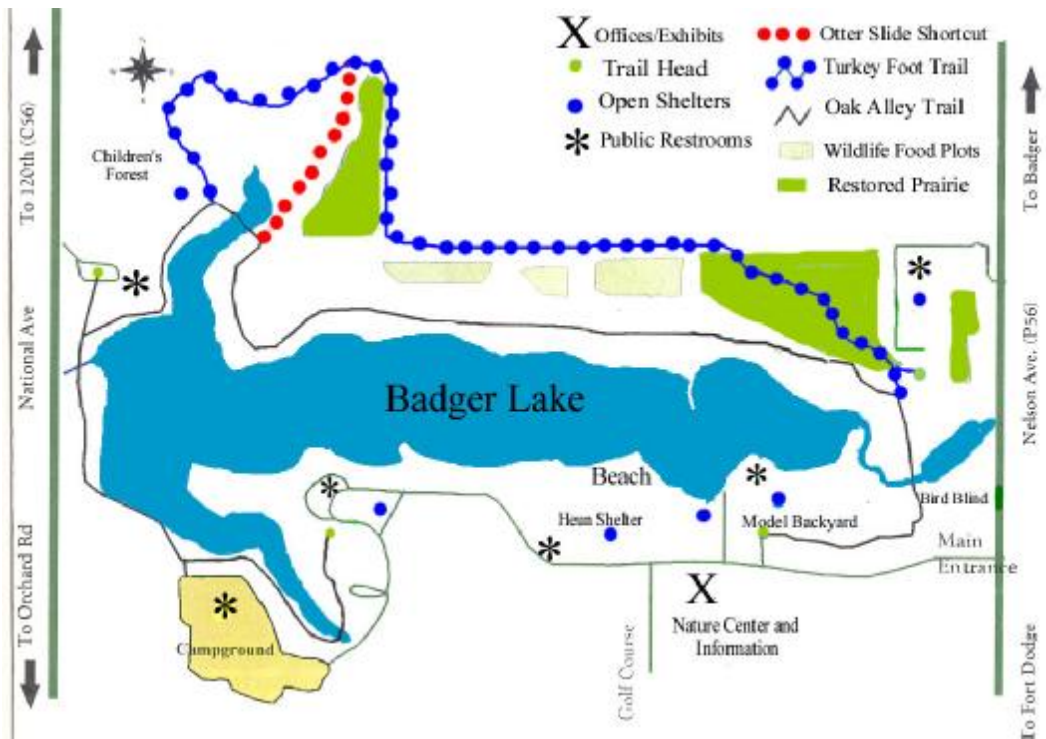 X Offices/Exhibits
Trail Head
Open Shelters
* Public Restrooms
Otter Slide Shortcut
Turkey Foot Trail
Oak Alley Trail
Wildlife Food Plots
Restored Prairie
To 120th (C56)
National Ave
To Orchard Rd
Children's
Forest
To Badger
Nelson Ave. (P56)
To Fort Dodge
Badger Lake
Beach
Heun Shelter
Model Backyard
Bird Blind
Main
Entrance
X
Nature Center and
Information
Golf Course
Campground